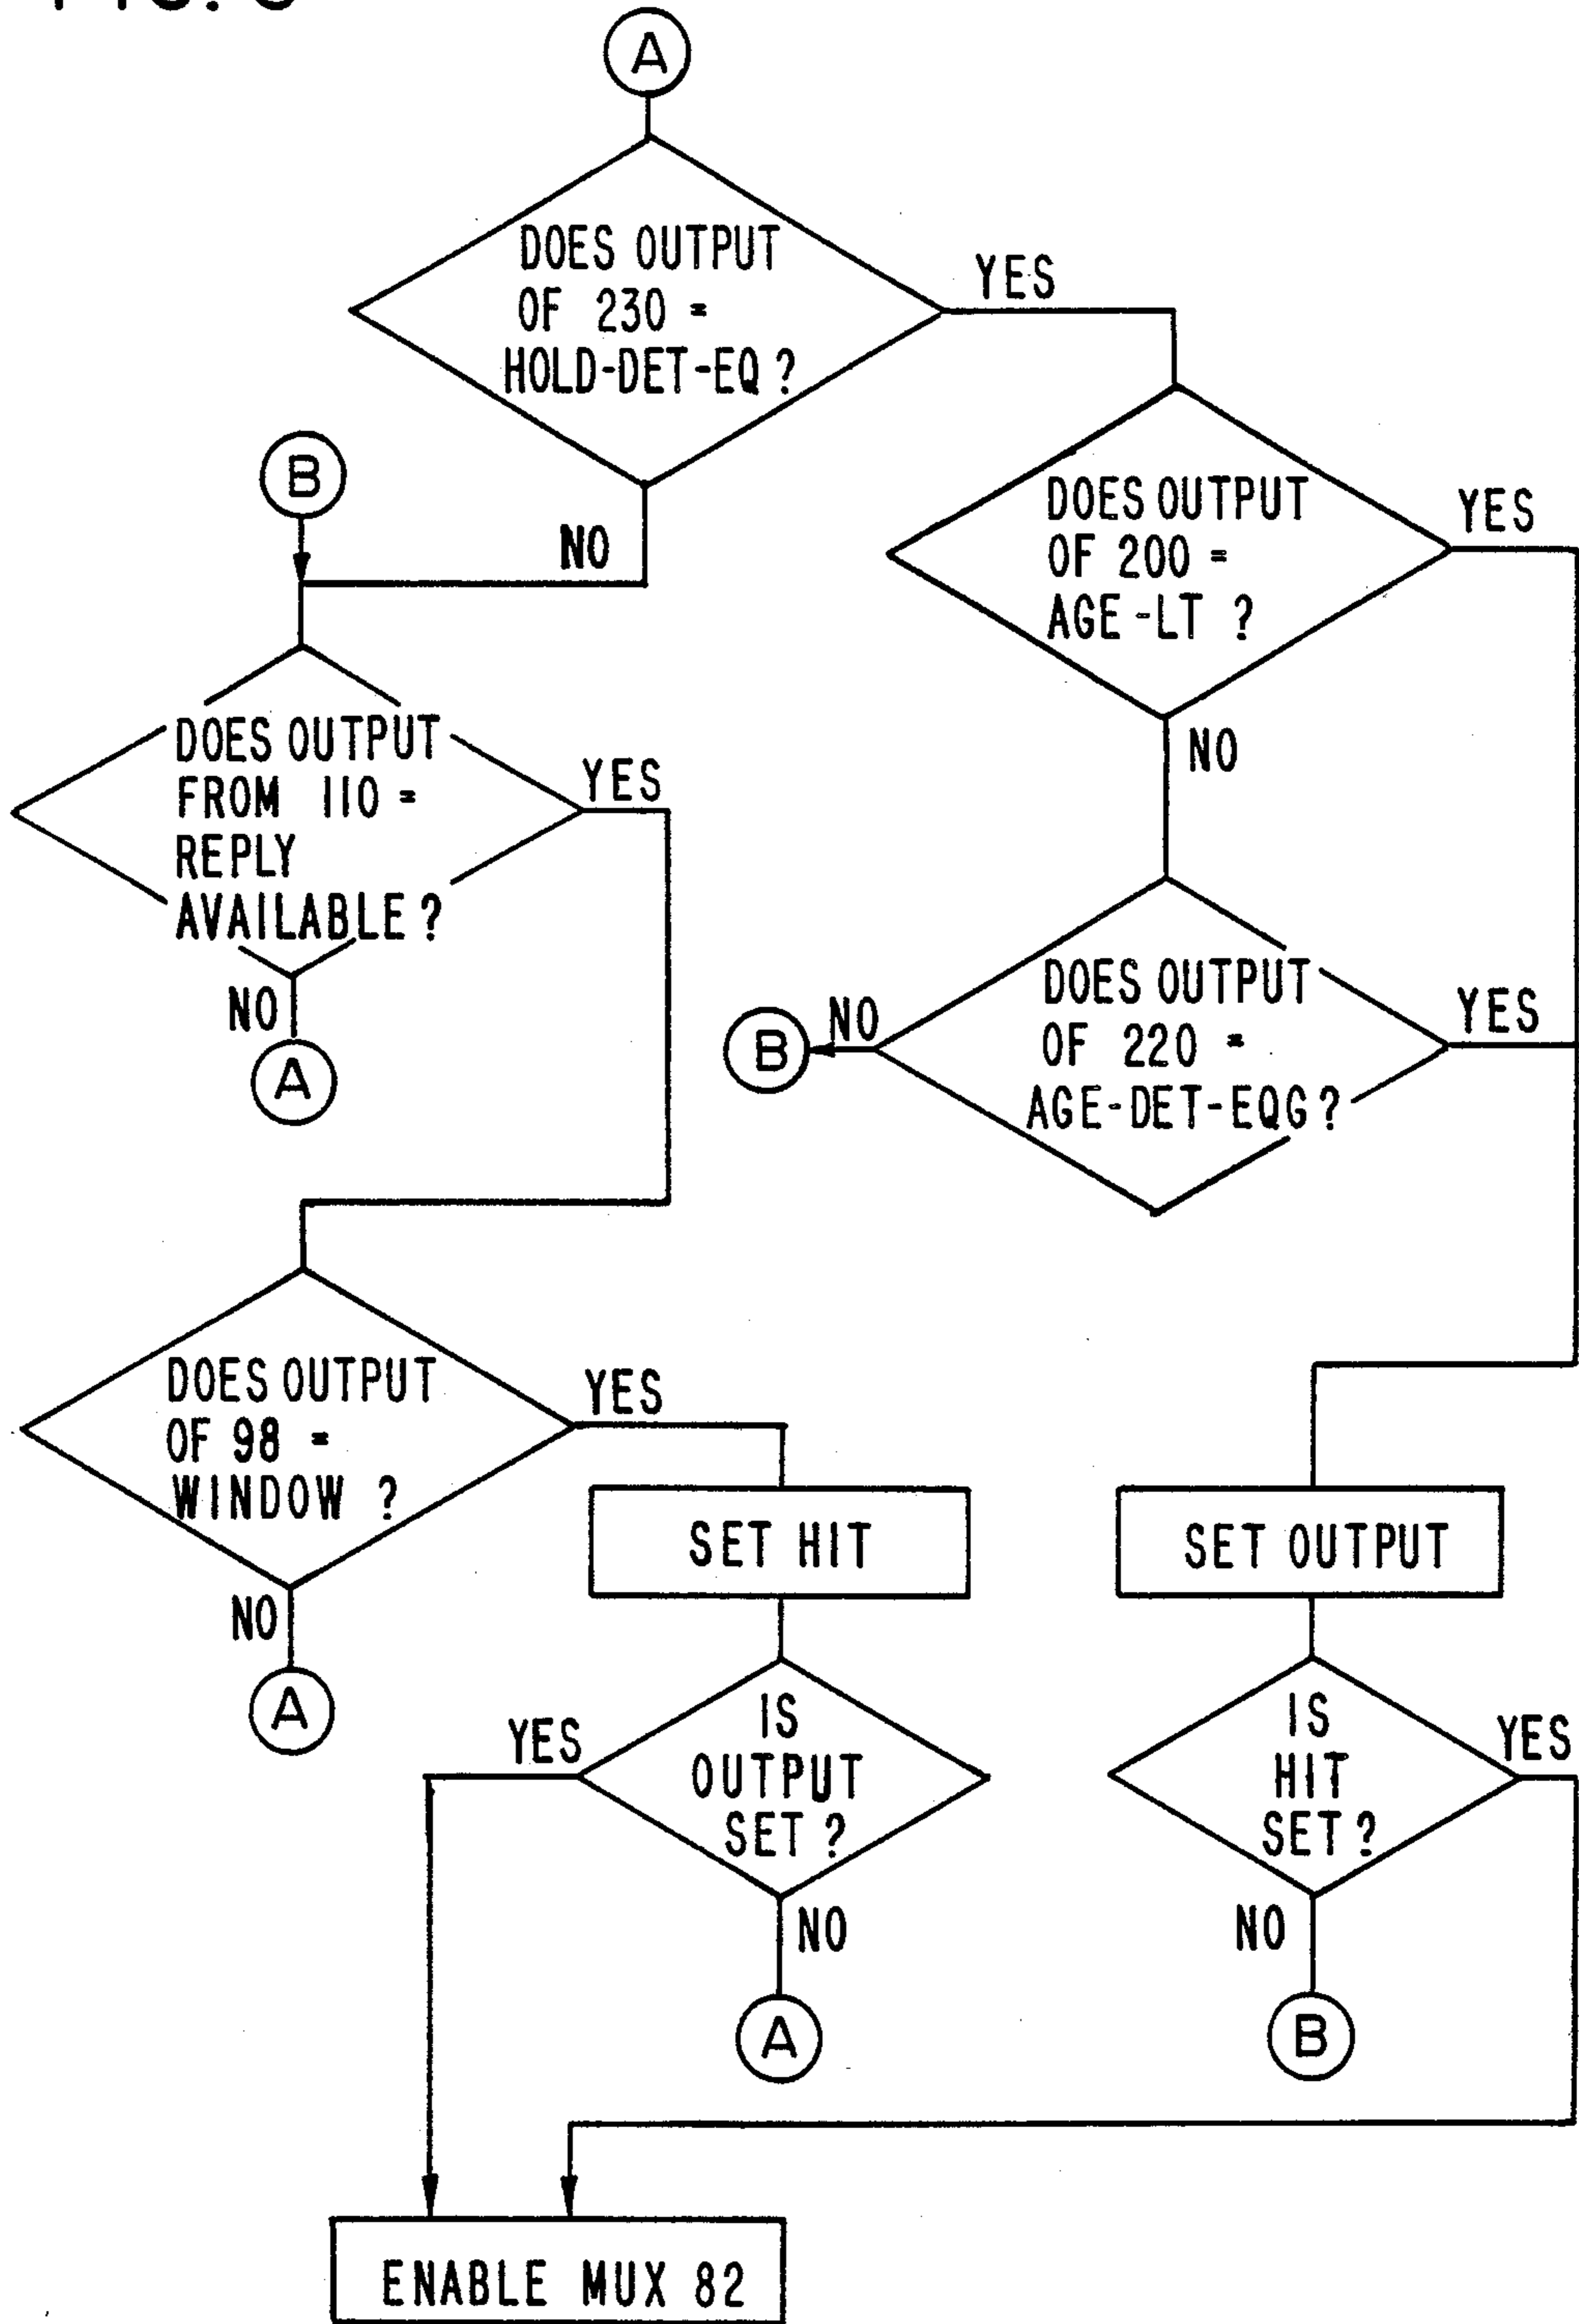 A
DOES OUTPUT
OF 230 =
HOLD-DET-EQ ?
YES
NO
B
DOES OUTPUT
OF 200 =
AGE-LT ?
YES
NO
DOES OUTPUT
FROM 110 =
REPLY
AVAILABLE ?
YES
NO
A
DOES OUTPUT
OF 220 =
AGE-DET-EQG ?
YES
NO
B
DOES OUTPUT
OF 98 =
WINDOW ?
YES
NO
A
SET HIT
SET OUTPUT
IS
OUTPUT
SET ?
YES
NO
A
IS
HIT
SET ?
YES
NO
B
ENABLE MUX 82